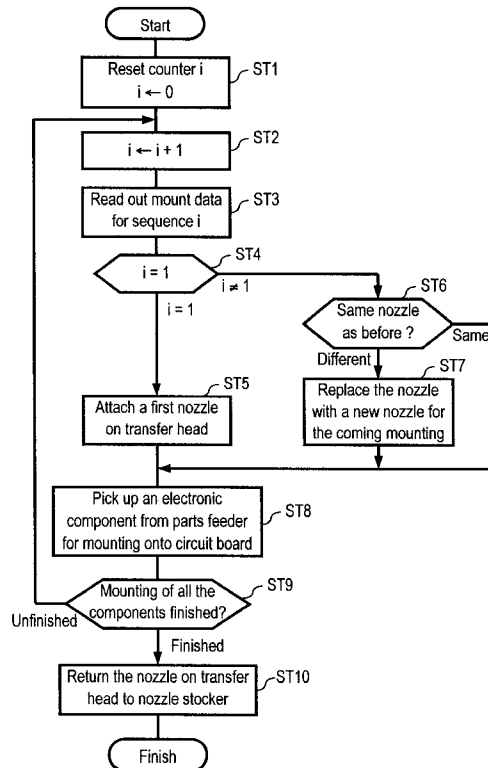 Start
Reset counter i
i ← 0
ST1
i ← i + 1
ST2
Read out mount data
for sequence i
ST3
i = 1
ST4
i ≠ 1
i = 1
Same nozzle
as before ?
ST6
Same
Different
ST7
Replace the nozzle
with a new nozzle for
the coming mounting
ST5
Attach a first nozzle
on transfer head
Pick up an electronic
component from parts feeder
for mounting onto circuit board
ST8
Mounting of all the
components finished?
ST9
Unfinished
Finished
Return the nozzle on transfer
head to nozzle stocker
ST10
Finish